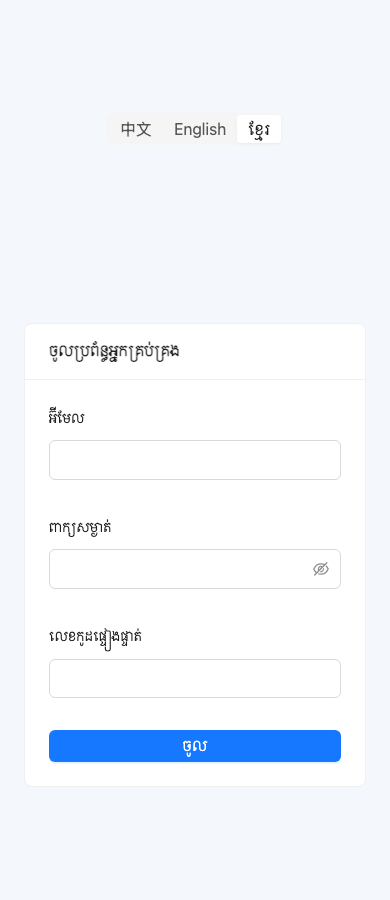 中文 English ខ្មែរ
ចូលប្រព័ន្ធអ្នកគ្រប់គ្រង
អ៊ីមែល
ពាក្យសម្ងាត់
លេខកូដផ្ទៀងផ្ទាត់
ចូល